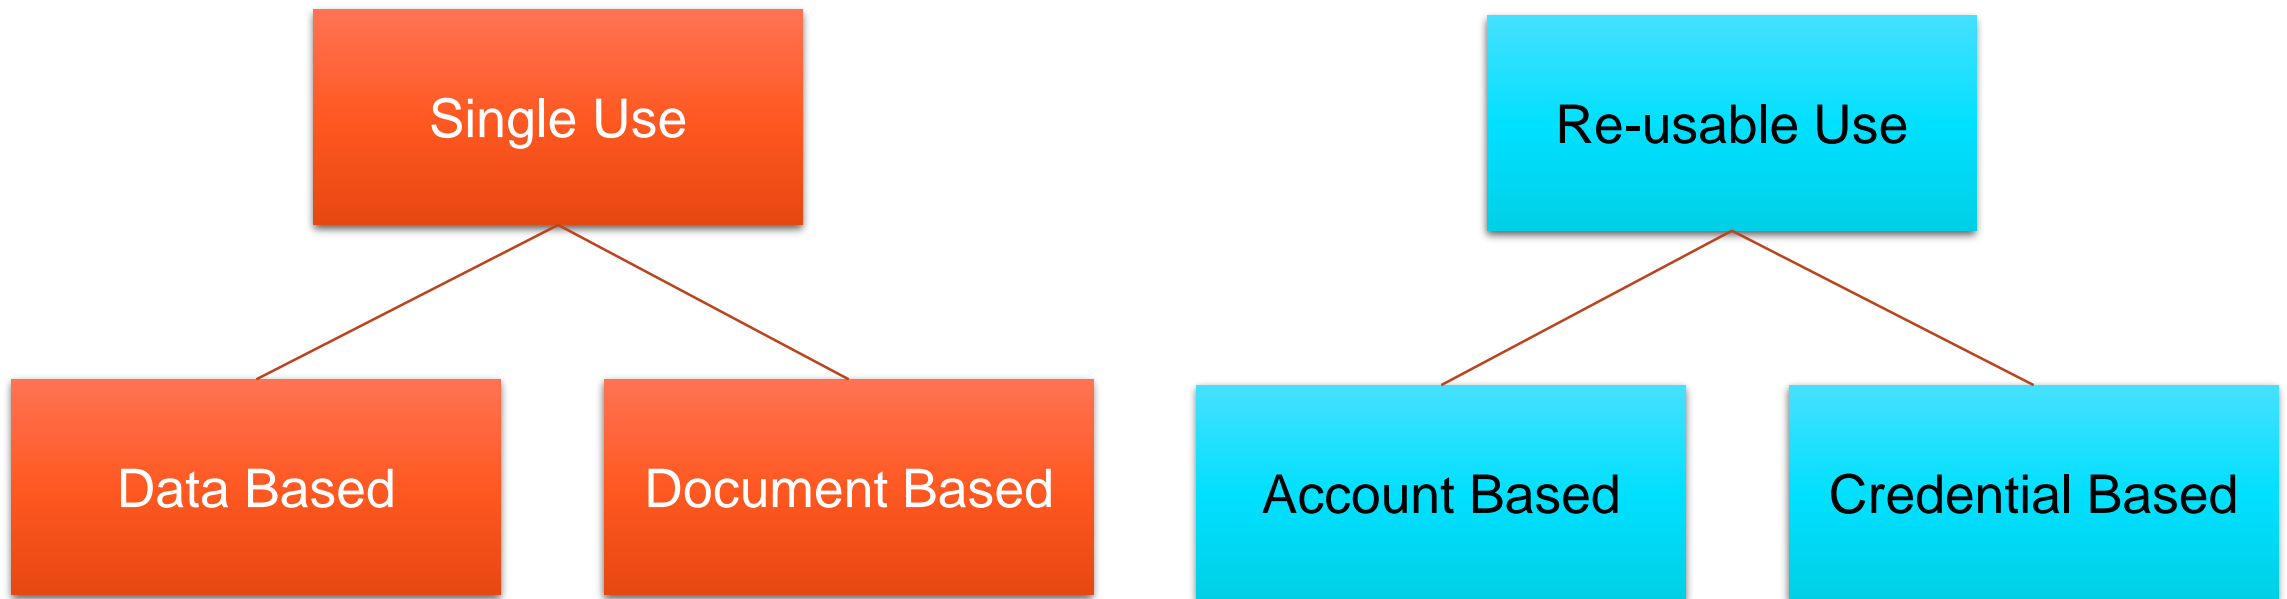 Single Use
Re-usable Use
Data Based
Document Based
Account Based
Credential Based